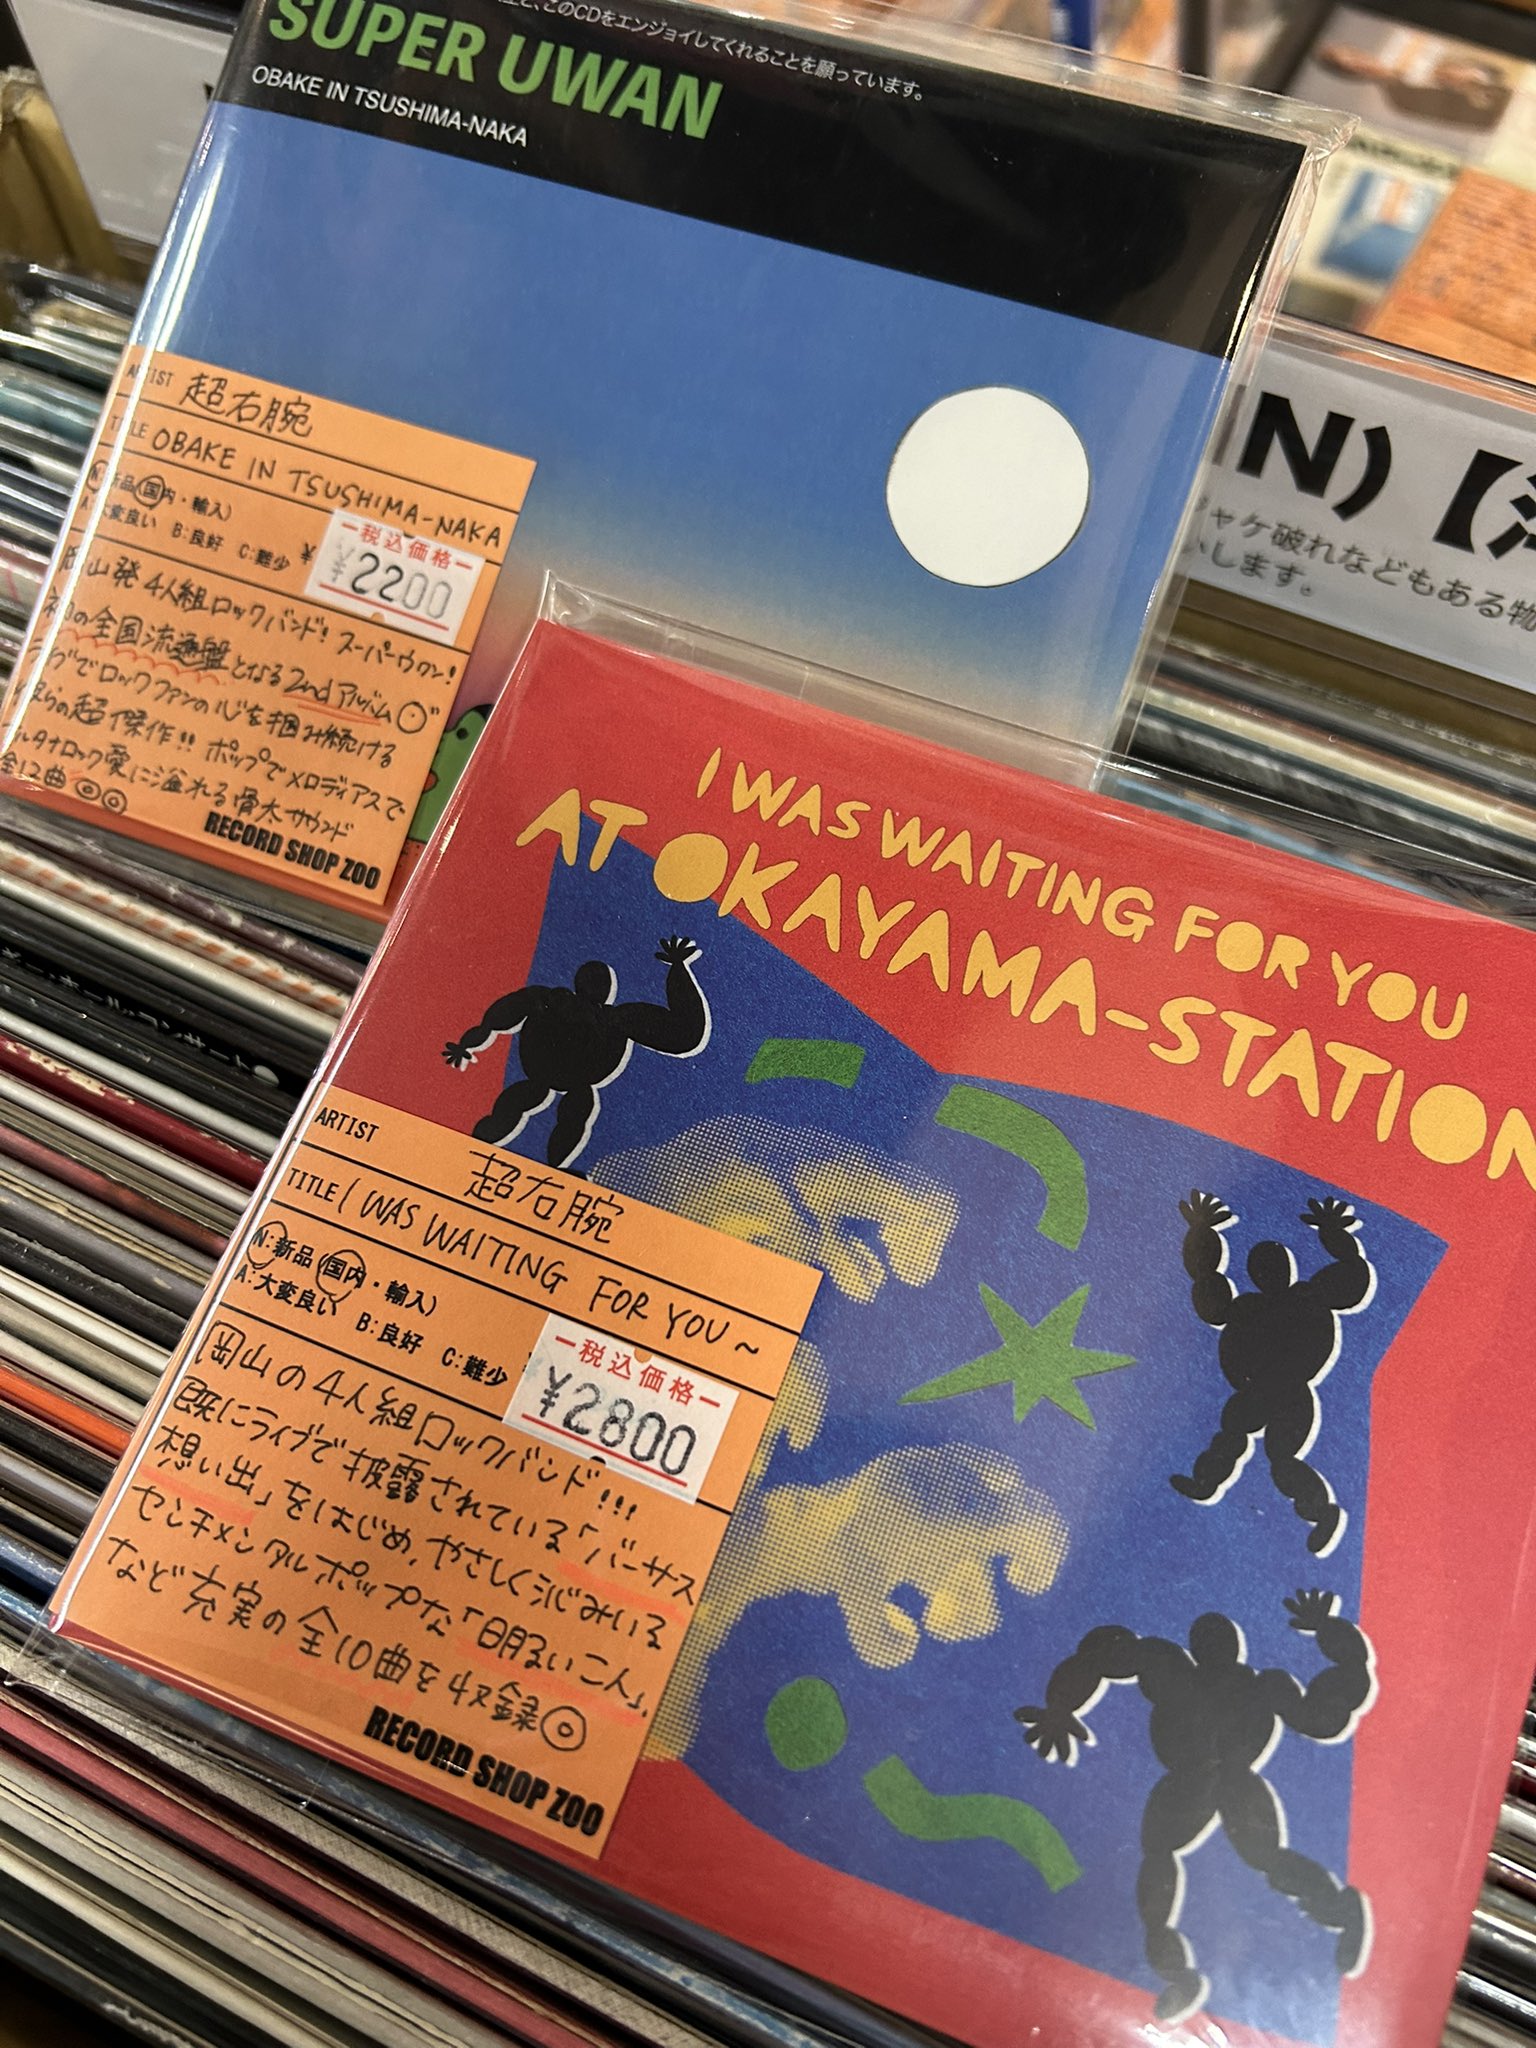 このCDをエンジョイしてくれることを願っています。
SUPER UWAN
OBAKE IN TSUSHIMA-NAKA
ARTIST 超右腕
TITLE OBAKE IN TSUSHIMA-NAKA
N:新品(国内・輸入)
A:大変良い B:良好 C:難少 ¥
税込価格
¥2200
岡山発4人組ロックバンド! スーパーウワン!
初の全国流通盤となる2ndアルバム
ライブでロックファンの心を掴み続ける
彼らの超傑作!! ポップでメロディアスで
オルタナロック愛に溢れる骨太サウンド
全12曲◎◎
RECORD SHOP ZOO
N)【
ジャケ破れなどもある物
いします。
I WAS WAITING FOR YOU
AT OKAYAMA-STATION
ARTIST
超右腕
TITLE I WAS WAITING FOR YOU~
N:新品(国内・輸入)
A:大変良い B:良好 C:難少
税込価格
¥2800
岡山の4人組ロックバンド!!!
既にライブで披露されている「バーサス
想い出」をはじめ、やさしく沁みいる
センチメンタルポップな「明るい二人」、
など充実の全10曲を収録◎
RECORD SHOP ZOO